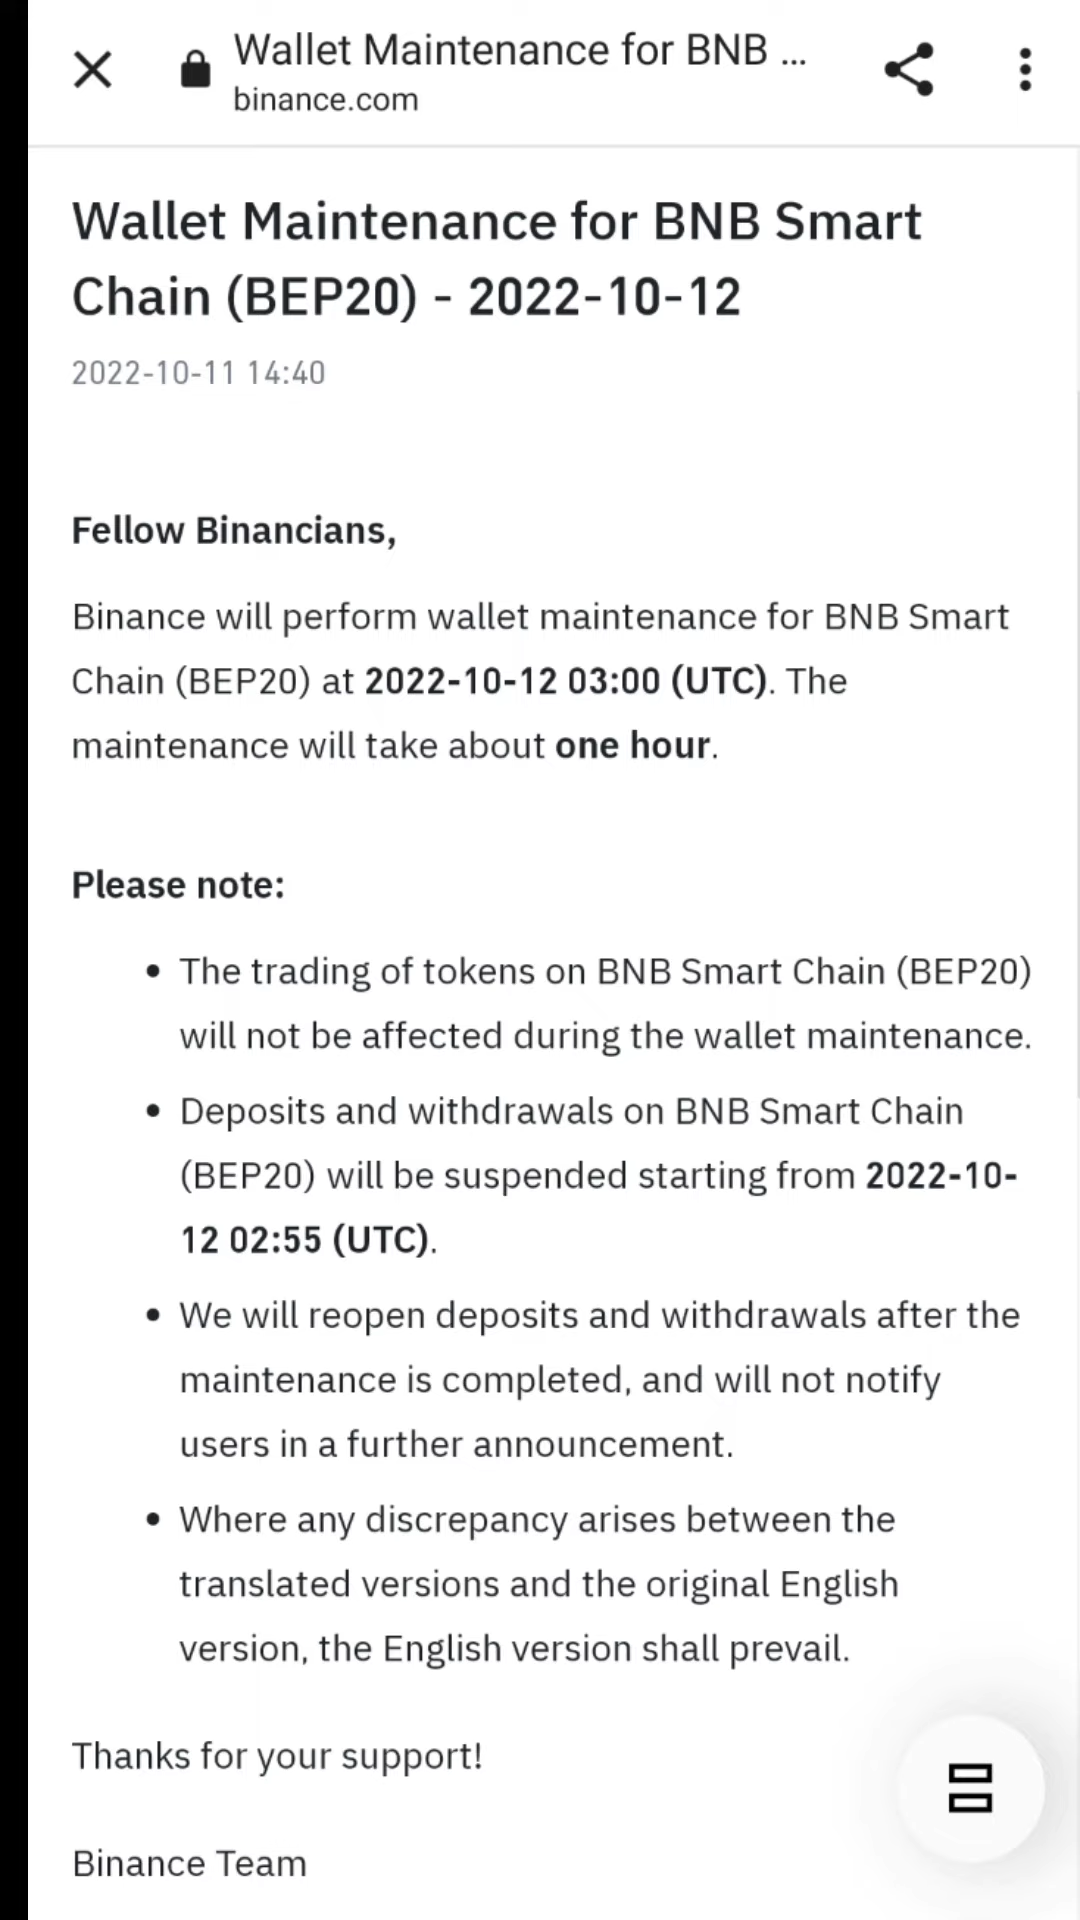 Wallet Maintenance for BNB ...
binance.com
Wallet Maintenance for BNB Smart
Chain (BEP20) - 2022-10-12
2022-10-11 14:40
Fellow Binancians,
Binance will perform wallet maintenance for BNB Smart
Chain (BEP20) at 2022-10-12 03:00 (UTC). The
maintenance will take about one hour.
Please note:
• The trading of tokens on BNB Smart Chain (BEP20)
will not be affected during the wallet maintenance.
• Deposits and withdrawals on BNB Smart Chain
(BEP20) will be suspended starting from 2022-10-
12 02:55 (UTC).
• We will reopen deposits and withdrawals after the
maintenance is completed, and will not notify
users in a further announcement.
• Where any discrepancy arises between the
translated versions and the original English
version, the English version shall prevail.
Thanks for your support!
Binance Team